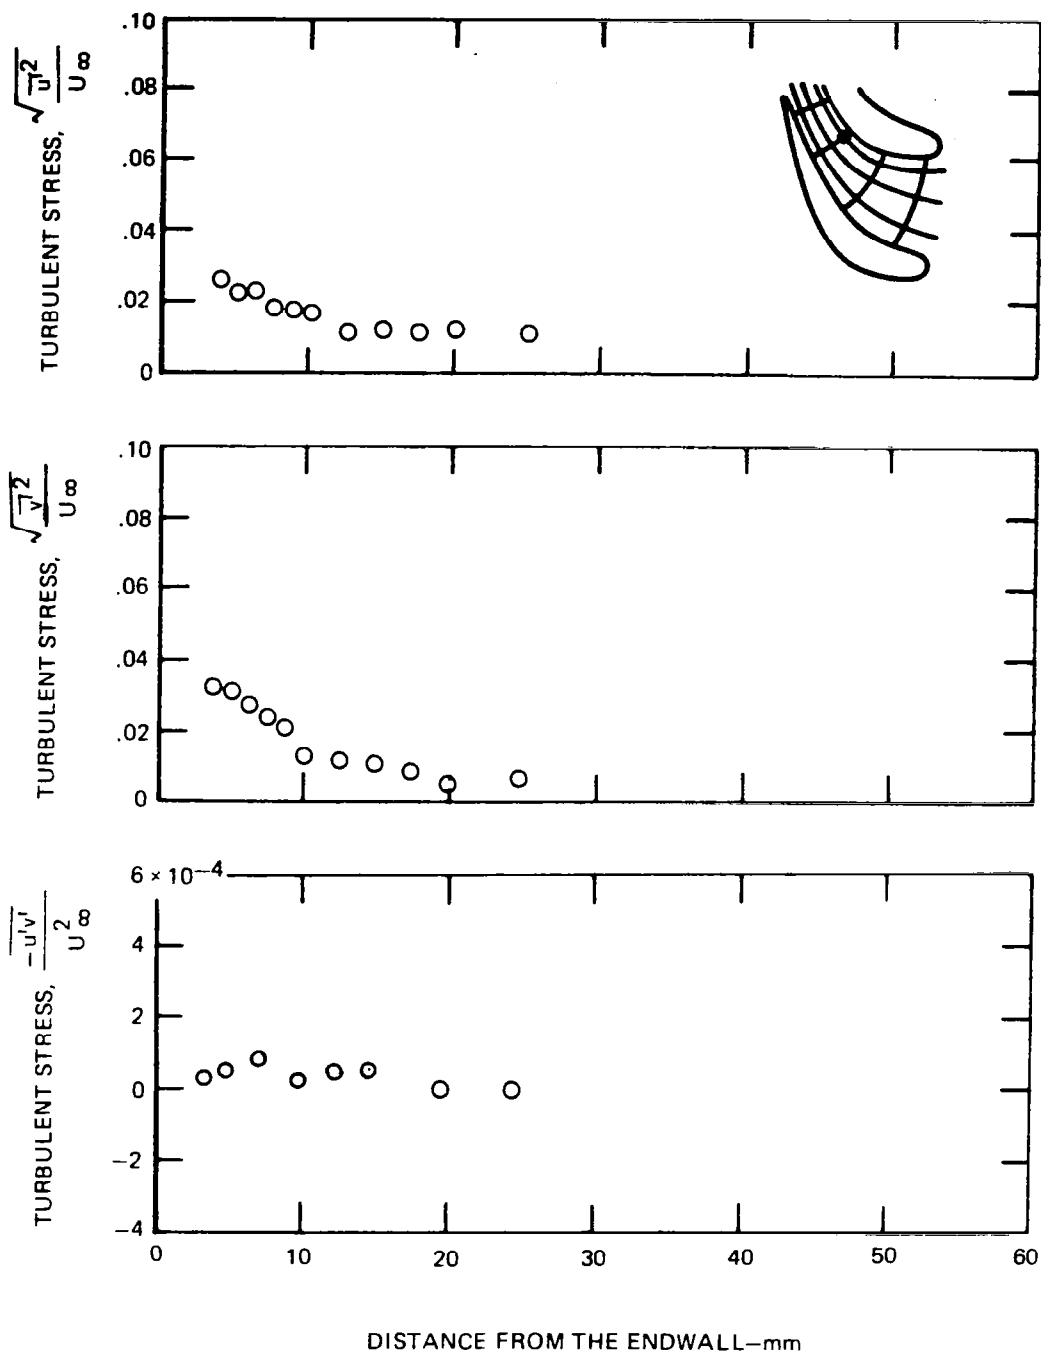 TURBULENT STRESS, √u'² / U∞
.10
.08
.06
.04
.02
0
TURBULENT STRESS, √v'² / U∞
.10
.08
.06
.04
.02
0
TURBULENT STRESS, −u'v' / U²∞
6 × 10−4
4
2
0
−2
−4
0 10 20 30 40 50 60
DISTANCE FROM THE ENDWALL–mm